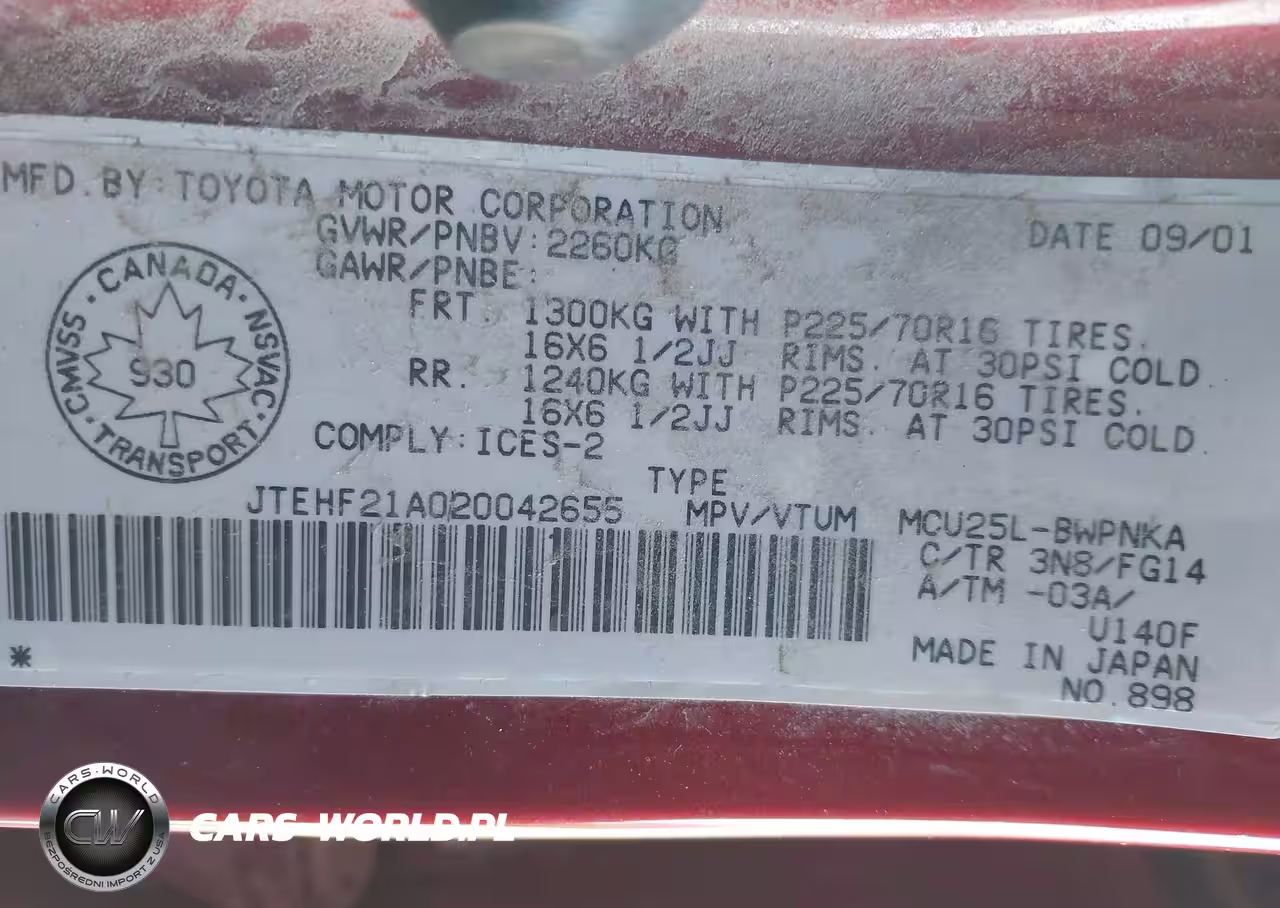 MFD. BY: TOYOTA MOTOR CORPORATION
DATE 09/01
GVWR/PNBV: 2260KG
GAWR/PNBE:
FRT. 1300KG WITH P225/70R16 TIRES.
16X6 1/2JJ RIMS. AT 30PSI COLD.
RR. 1240KG WITH P225/70R16 TIRES.
16X6 1/2JJ RIMS. AT 30PSI COLD.
COMPLY: ICES-2
CANADA · NSVAC · TRANSPORT · CMVSS ·
930
TYPE
JTEHF21A020042655 MPV/VTUM
MCU25L-BWPNKA
C/TR 3N8/FG14
A/TM -03A/
U140F
MADE IN JAPAN
NO.898
*
CARS·WORLD
CW
BEZPOŚREDNI IMPORT Z USA
CARS-WORLD.PL